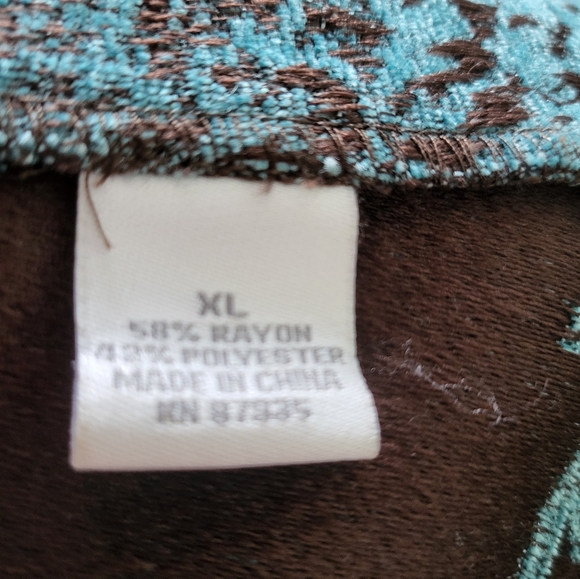 XL
58% RAYON
42% POLYESTER
MADE IN CHINA
RN 87335